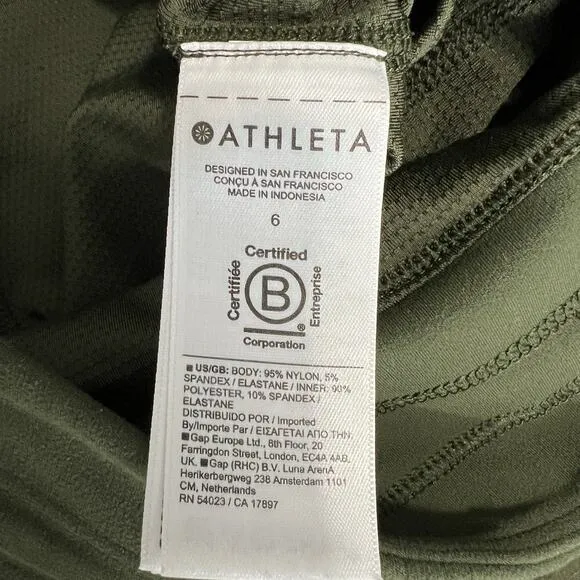 ATHLETA
DESIGNED IN SAN FRANCISCO
CONÇU À SAN FRANCISCO
MADE IN INDONESIA
6
Certified
Certifiée
B
®
Entreprise
Corporation
■ US/GB: BODY: 95% NYLON, 5%
SPANDEX / ELASTANE / INNER: 90%
POLYESTER, 10% SPANDEX /
ELASTANE
DISTRIBUIDO POR / Imported
By/Importe Par / ΕΙΣΑΓΕΤΑΙ ΑΠΟ ΤΗΝ
■Gap Europe Ltd., 8th Floor, 20
Farringdon Street, London, EC4A 4AB,
UK. ■Gap (RHC) B.V. Luna ArenA
Herikerbergweg 238 Amsterdam 1101
CM, Netherlands
RN 54023 / CA 17897